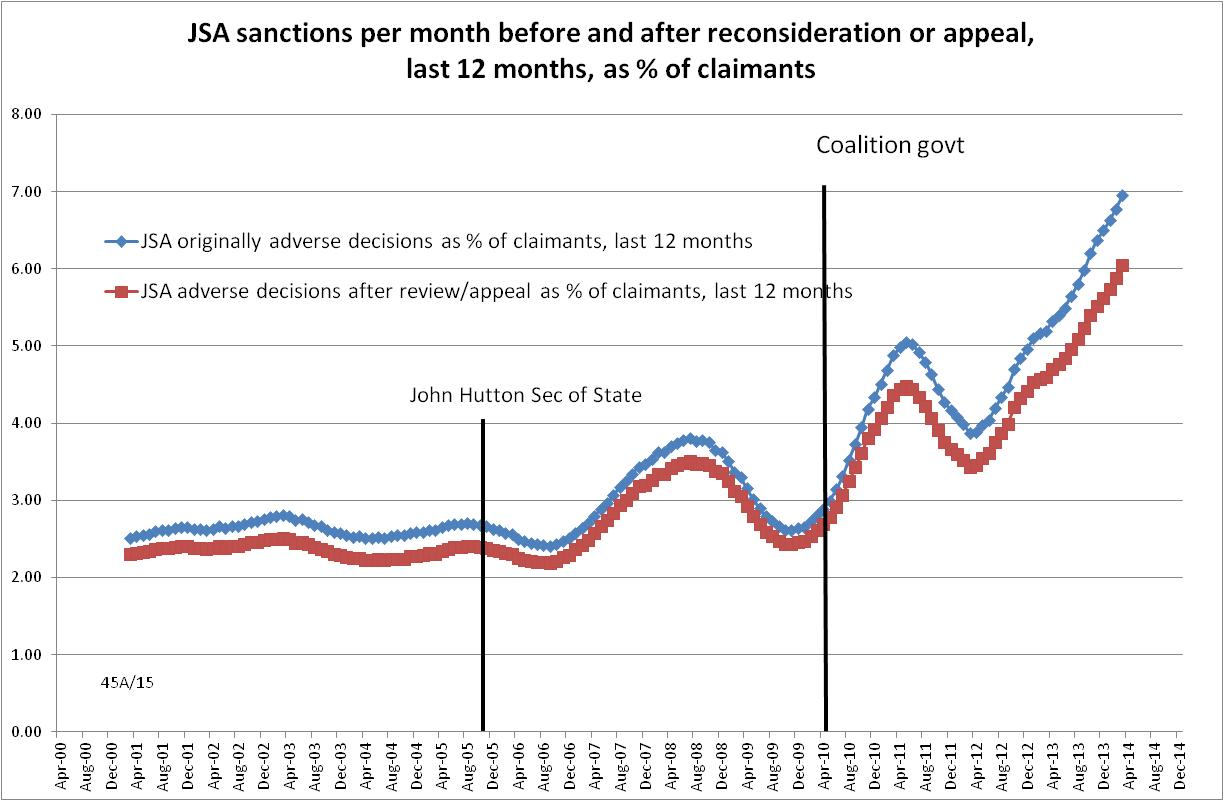 JSA sanctions per month before and after reconsideration or appeal,
last 12 months, as % of claimants
8.00
7.00
6.00
5.00
4.00
3.00
2.00
1.00
0.00
Coalition govt
JSA originally adverse decisions as % of claimants, last 12 months
JSA adverse decisions after review/appeal as % of claimants, last 12 months
John Hutton Sec of State
45A/15
Apr-00
Aug-00
Dec-00
Apr-01
Aug-01
Dec-01
Apr-02
Aug-02
Dec-02
Apr-03
Aug-03
Dec-03
Apr-04
Aug-04
Dec-04
Apr-05
Aug-05
Dec-05
Apr-06
Aug-06
Dec-06
Apr-07
Aug-07
Dec-07
Apr-08
Aug-08
Dec-08
Apr-09
Aug-09
Dec-09
Apr-10
Aug-10
Dec-10
Apr-11
Aug-11
Dec-11
Apr-12
Aug-12
Dec-12
Apr-13
Aug-13
Dec-13
Apr-14
Aug-14
Dec-14